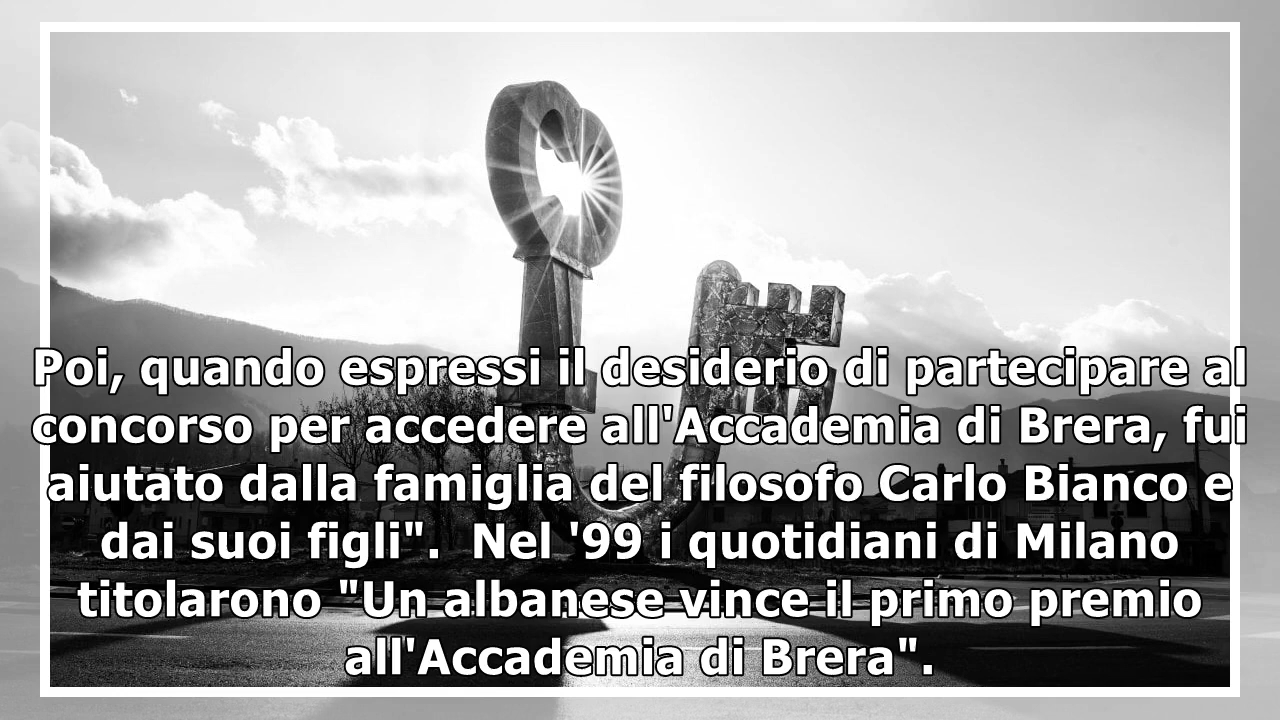 Poi, quando espressi il desiderio di partecipare al
concorso per accedere all'Accademia di Brera, fui
aiutato dalla famiglia del filosofo Carlo Bianco e
dai suoi figli".  Nel '99 i quotidiani di Milano
titolarono "Un albanese vince il primo premio
all'Accademia di Brera".